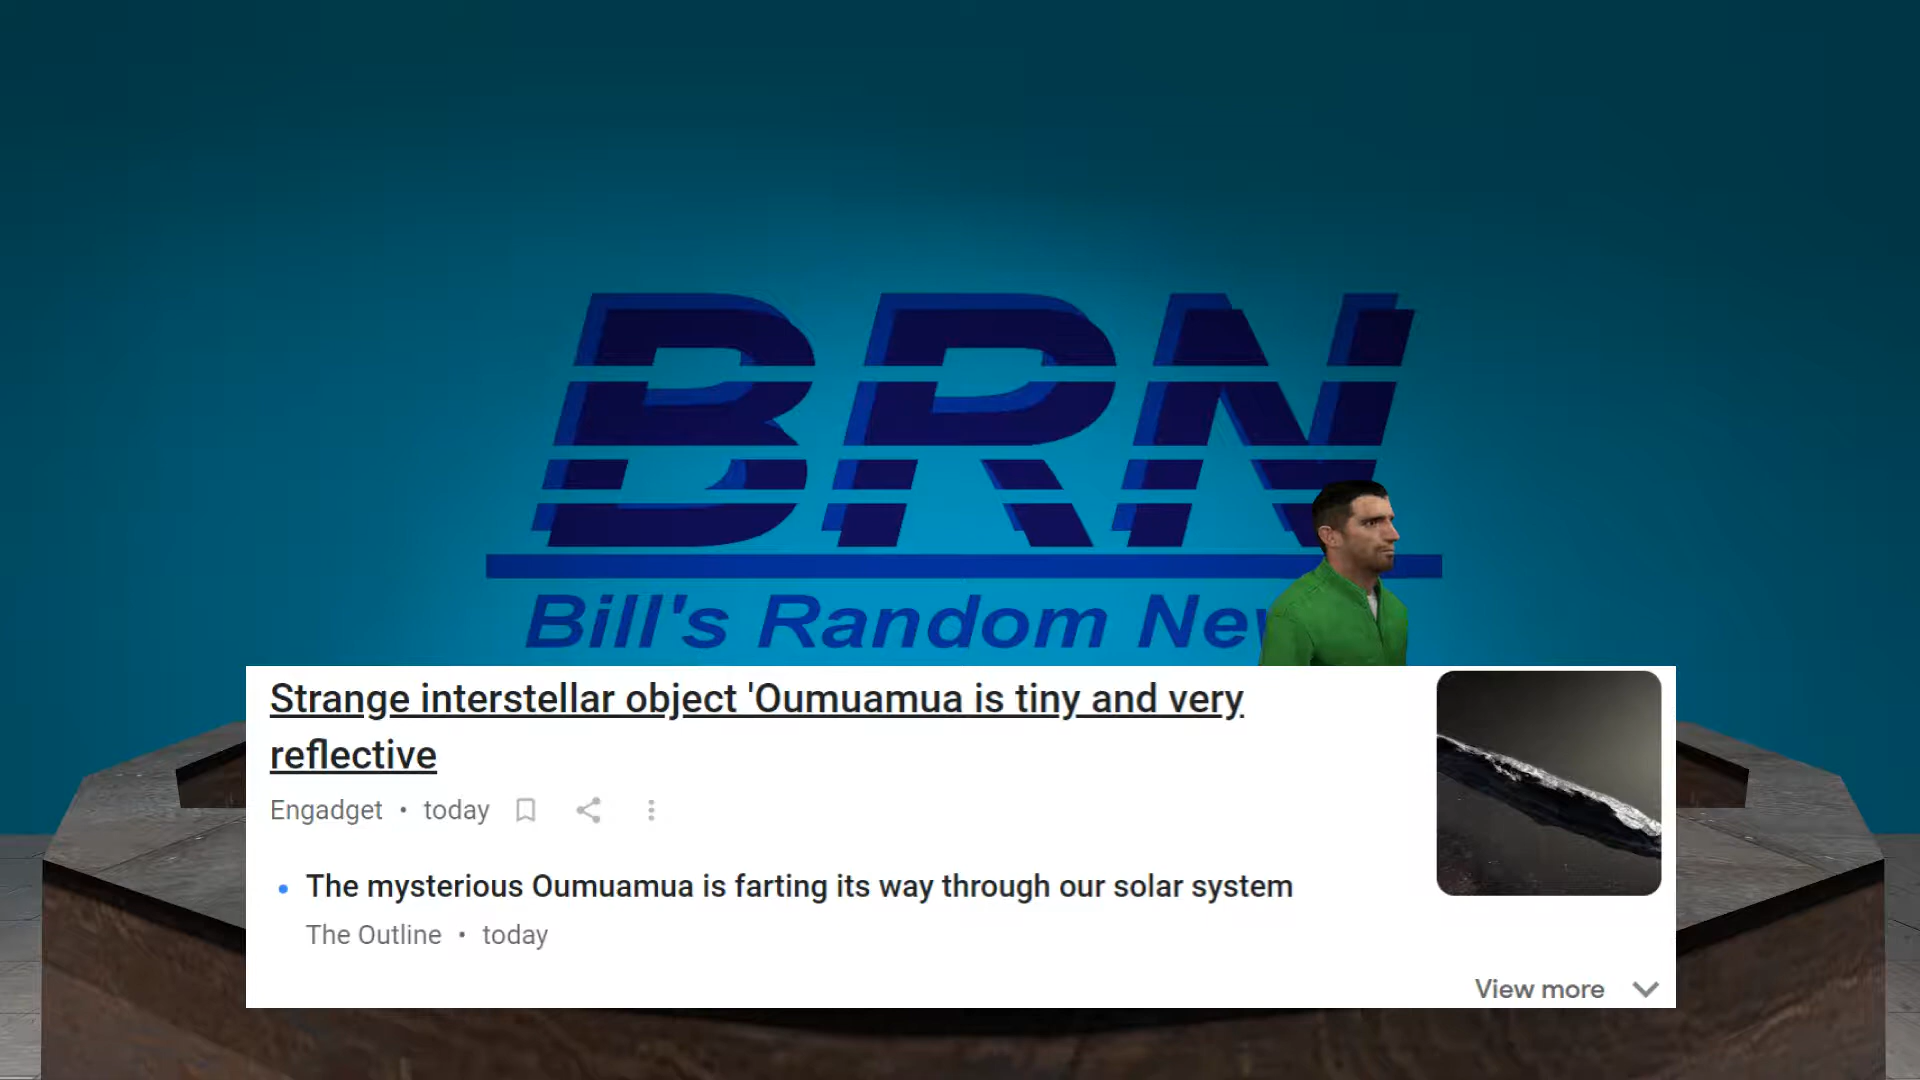 BRN
Bill's Random New
Strange interstellar object 'Oumuamua is tiny and very
reflective
Engadget • today
• The mysterious Oumuamua is farting its way through our solar system
The Outline • today
View more